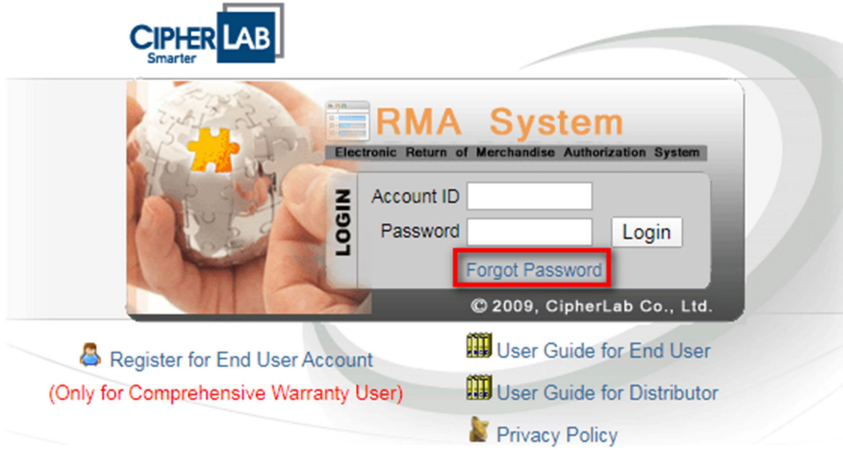 CIPHERLAB
Smarter
RMA System
Electronic Return of Merchandise Authorization System
LOGIN
Account ID
Password
Login
Forgot Password
© 2009, CipherLab Co., Ltd.
Register for End User Account
(Only for Comprehensive Warranty User)
User Guide for End User
User Guide for Distributor
Privacy Policy